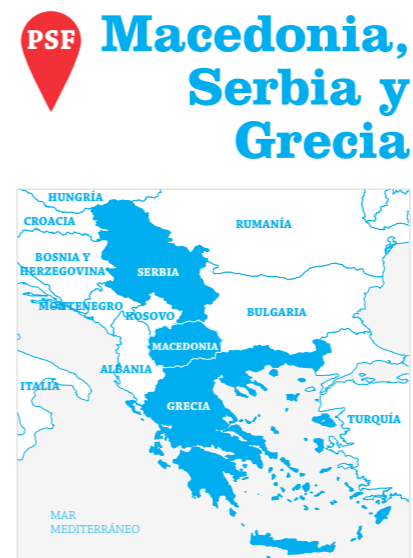 PSF
Macedonia,
Serbia y
Grecia
HUNGRÍA
CROACIA
RUMANÍA
BOSNIA Y
HERZEGOVINA
SERBIA
MONTENEGRO
KOSOVO
BULGARIA
MACEDONIA
ALBANIA
ITALIA
GRECIA
TURQUÍA
MAR
MEDITERRÁNEO